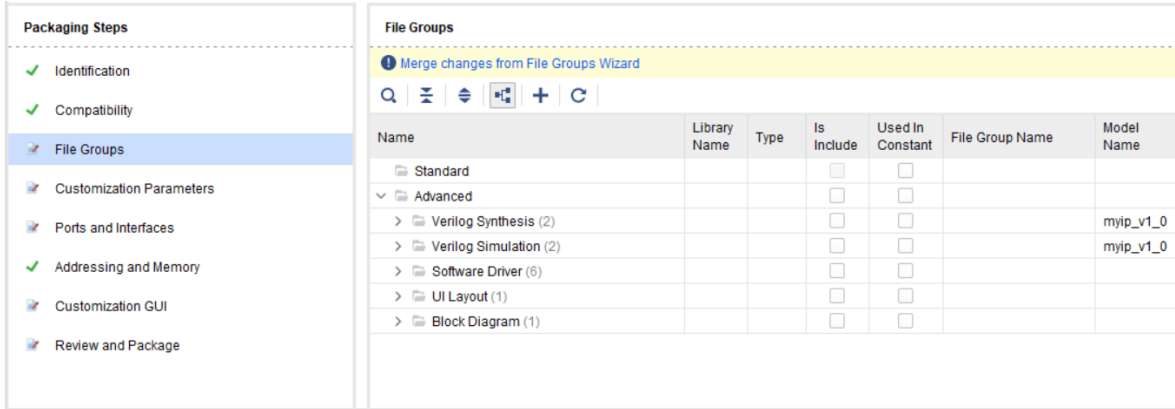 Packaging Steps
Identification
Compatibility
File Groups
Customization Parameters
Ports and Interfaces
Addressing and Memory
Customization GUI
Review and Package
File Groups
Merge changes from File Groups Wizard
Name Library Name Type Is Include Used In Constant File Group Name Model Name
Standard
Advanced
Verilog Synthesis (2) myip_v1_0
Verilog Simulation (2) myip_v1_0
Software Driver (6)
UI Layout (1)
Block Diagram (1)